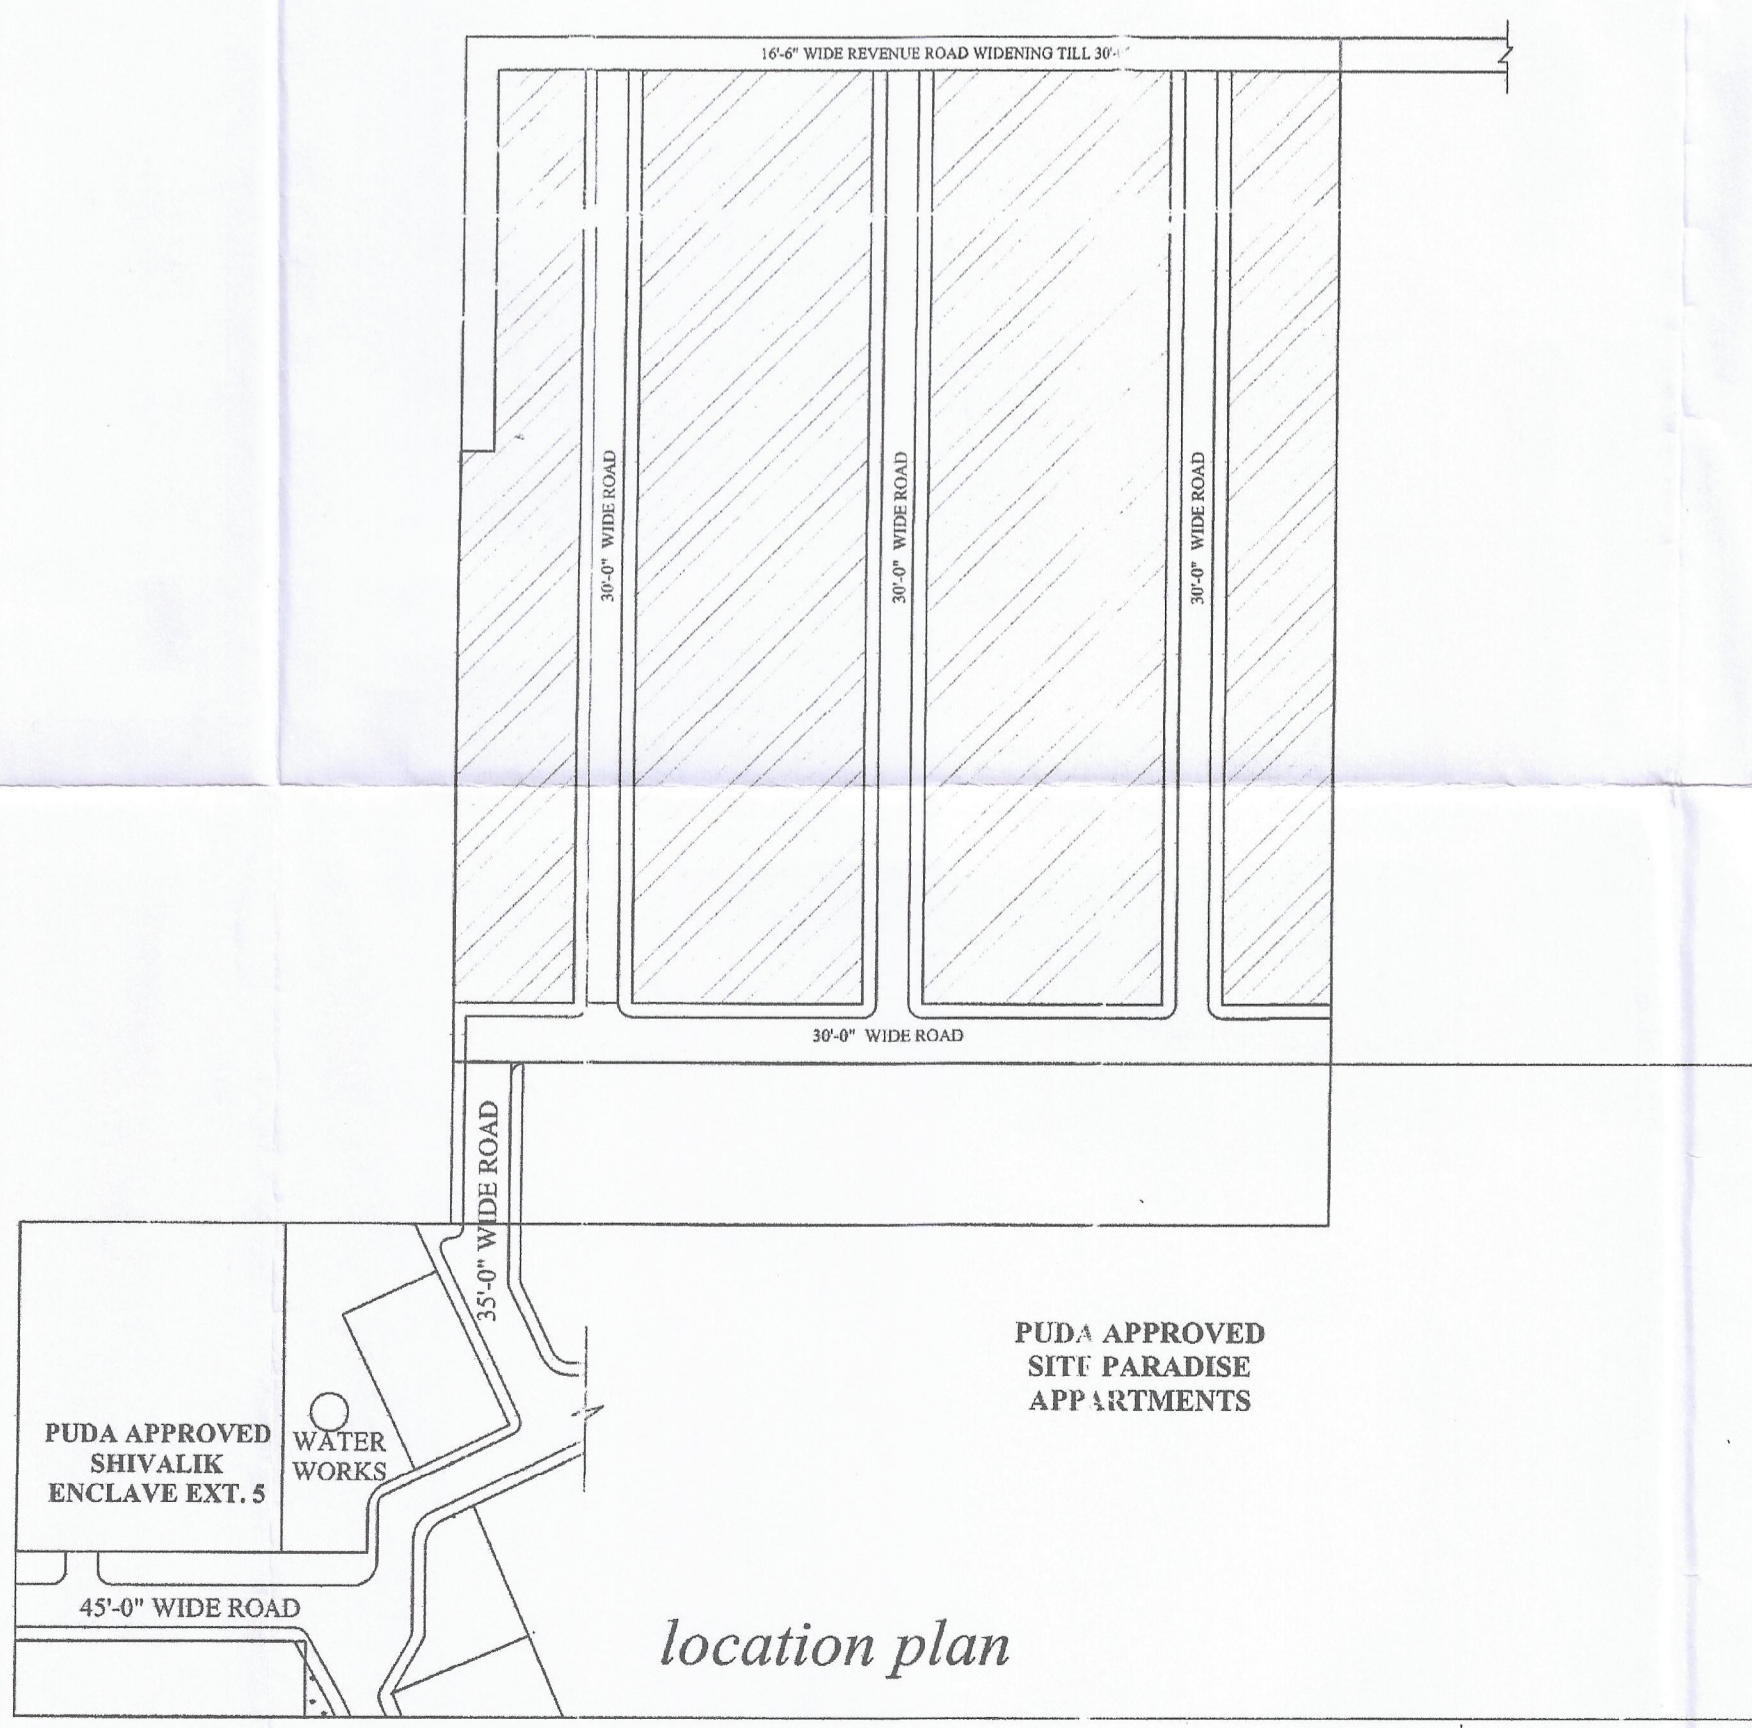 16'-6" WIDE REVENUE ROAD WIDENING TILL 30'-0"
30'-0" WIDE ROAD
30'-0" WIDE ROAD
30'-0" WIDE ROAD
30'-0" WIDE ROAD
35'-0" WIDE ROAD
PUDA APPROVED
SITE PARADISE
APPARTMENTS
PUDA APPROVED
SHIVALIK
ENCLAVE EXT. 5
WATER
WORKS
45'-0" WIDE ROAD
location plan